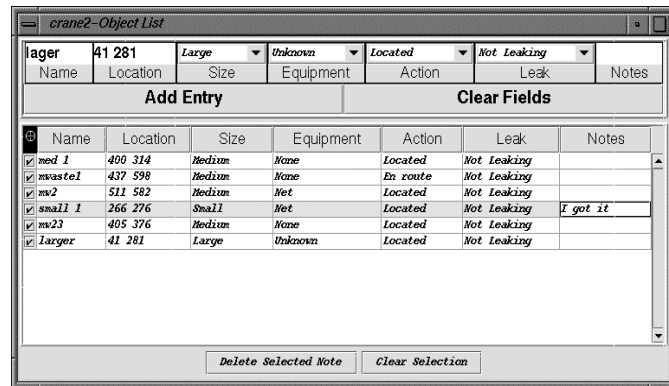 crane2-Object List
lager 41 281 Large Unknown Located Not Leaking
Name Location Size Equipment Action Leak Notes
Add Entry Clear Fields
Name Location Size Equipment Action Leak Notes
med 1 400 314 Medium None Located Not Leaking
mwaste1 437 598 Medium None En route Not Leaking
mv2 511 582 Medium Net Located Not Leaking
small 1 266 276 Small Net Located Not Leaking I got it
mv23 405 376 Medium None Located Not Leaking
larger 41 281 Large Unknown Located Not Leaking
Delete Selected Note Clear Selection